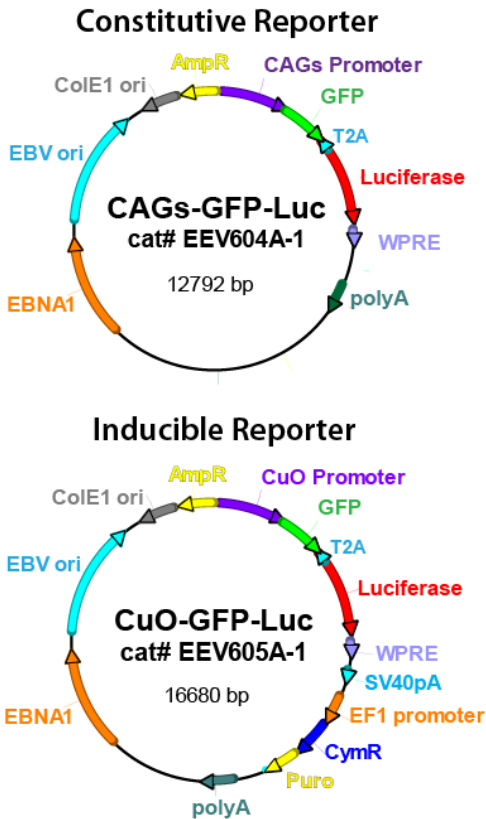 Constitutive Reporter
AmpR
CAGs Promoter
ColE1 ori
GFP
T2A
EBV ori
Luciferase
CAGs-GFP-Luc
cat# EEV604A-1
WPRE
12792 bp
EBNA1
polyA
Inducible Reporter
AmpR
CuO Promoter
ColE1 ori
GFP
T2A
EBV ori
Luciferase
CuO-GFP-Luc
cat# EEV605A-1
WPRE
SV40pA
16680 bp
EBNA1
EF1 promoter
CymR
Puro
polyA